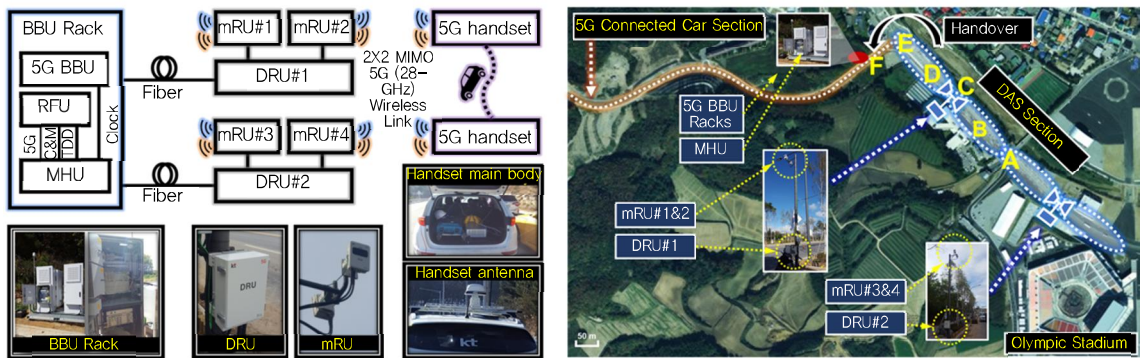 BBU Rack
5G BBU
RFU
5G
C&M
TDD
MHU
Clock
Fiber
Fiber
mRU#1
mRU#2
DRU#1
mRU#3
mRU#4
DRU#2
5G handset
2X2 MIMO
5G (28–
GHz)
Wireless
Link
5G handset
BBU Rack
DRU
DRU
mRU
Handset main body
Handset antenna
kt
5G Connected Car Section
Handover
E
F
D
C
B
A
DAS Section
5G BBU
Racks
MHU
mRU#1&2
DRU#1
mRU#3&4
DRU#2
50 m
Olympic Stadium